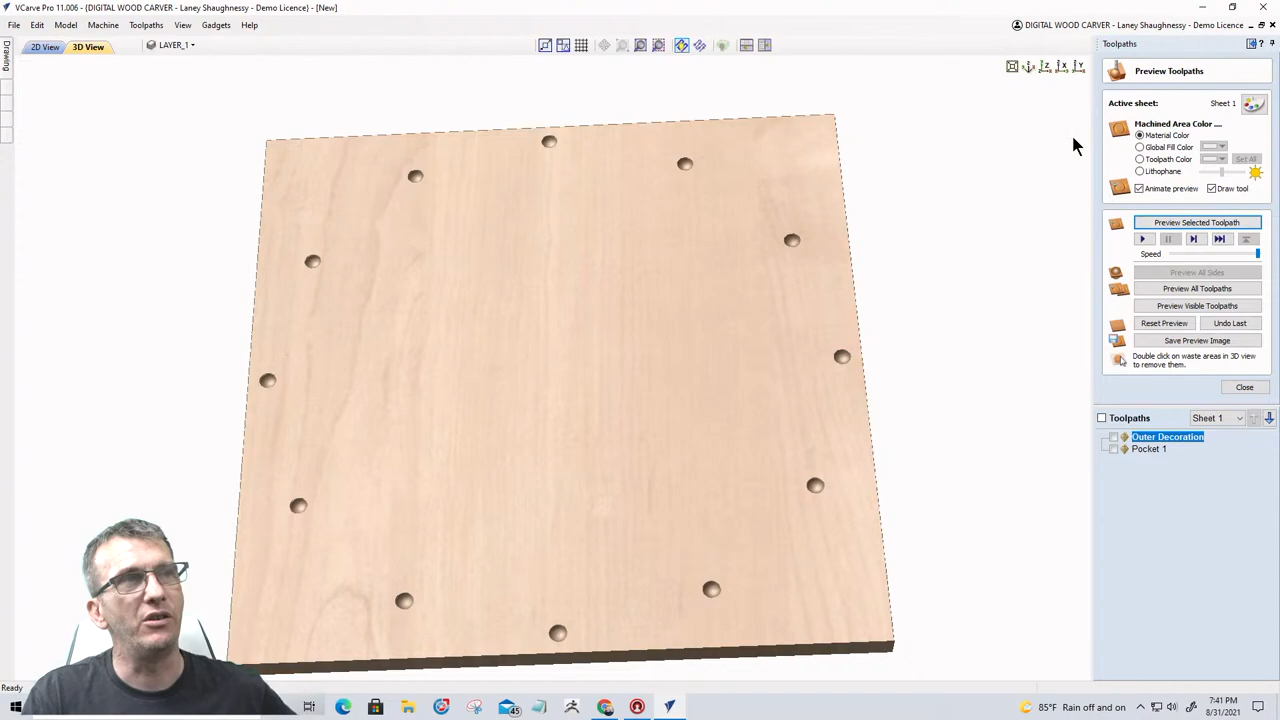 VCarve Pro 11.006 - {DIGITAL WOOD CARVER - Laney Shaughnessy - Demo Licence} - [New]
File Edit Model Machine Toolpaths View Gadgets Help
DIGITAL WOOD CARVER - Laney Shaughnessy - Demo Licence
2D View 3D View LAYER_1
Drawing
Toolpaths
Preview Toolpaths
Active sheet: Sheet 1
Machined Area Color ....
Material Color
Global Fill Color
Toolpath Color Set All
Lithophane
Animate preview Draw tool
Preview Selected Toolpath
Speed
Preview All Sides
Preview All Toolpaths
Preview Visible Toolpaths
Reset Preview Undo Last
Save Preview Image
Double click on waste areas in 3D view
to remove them.
Close
Toolpaths Sheet 1
Outer Decoration
Pocket 1
Ready
45
85°F Rain off and on
7:41 PM
8/31/2021